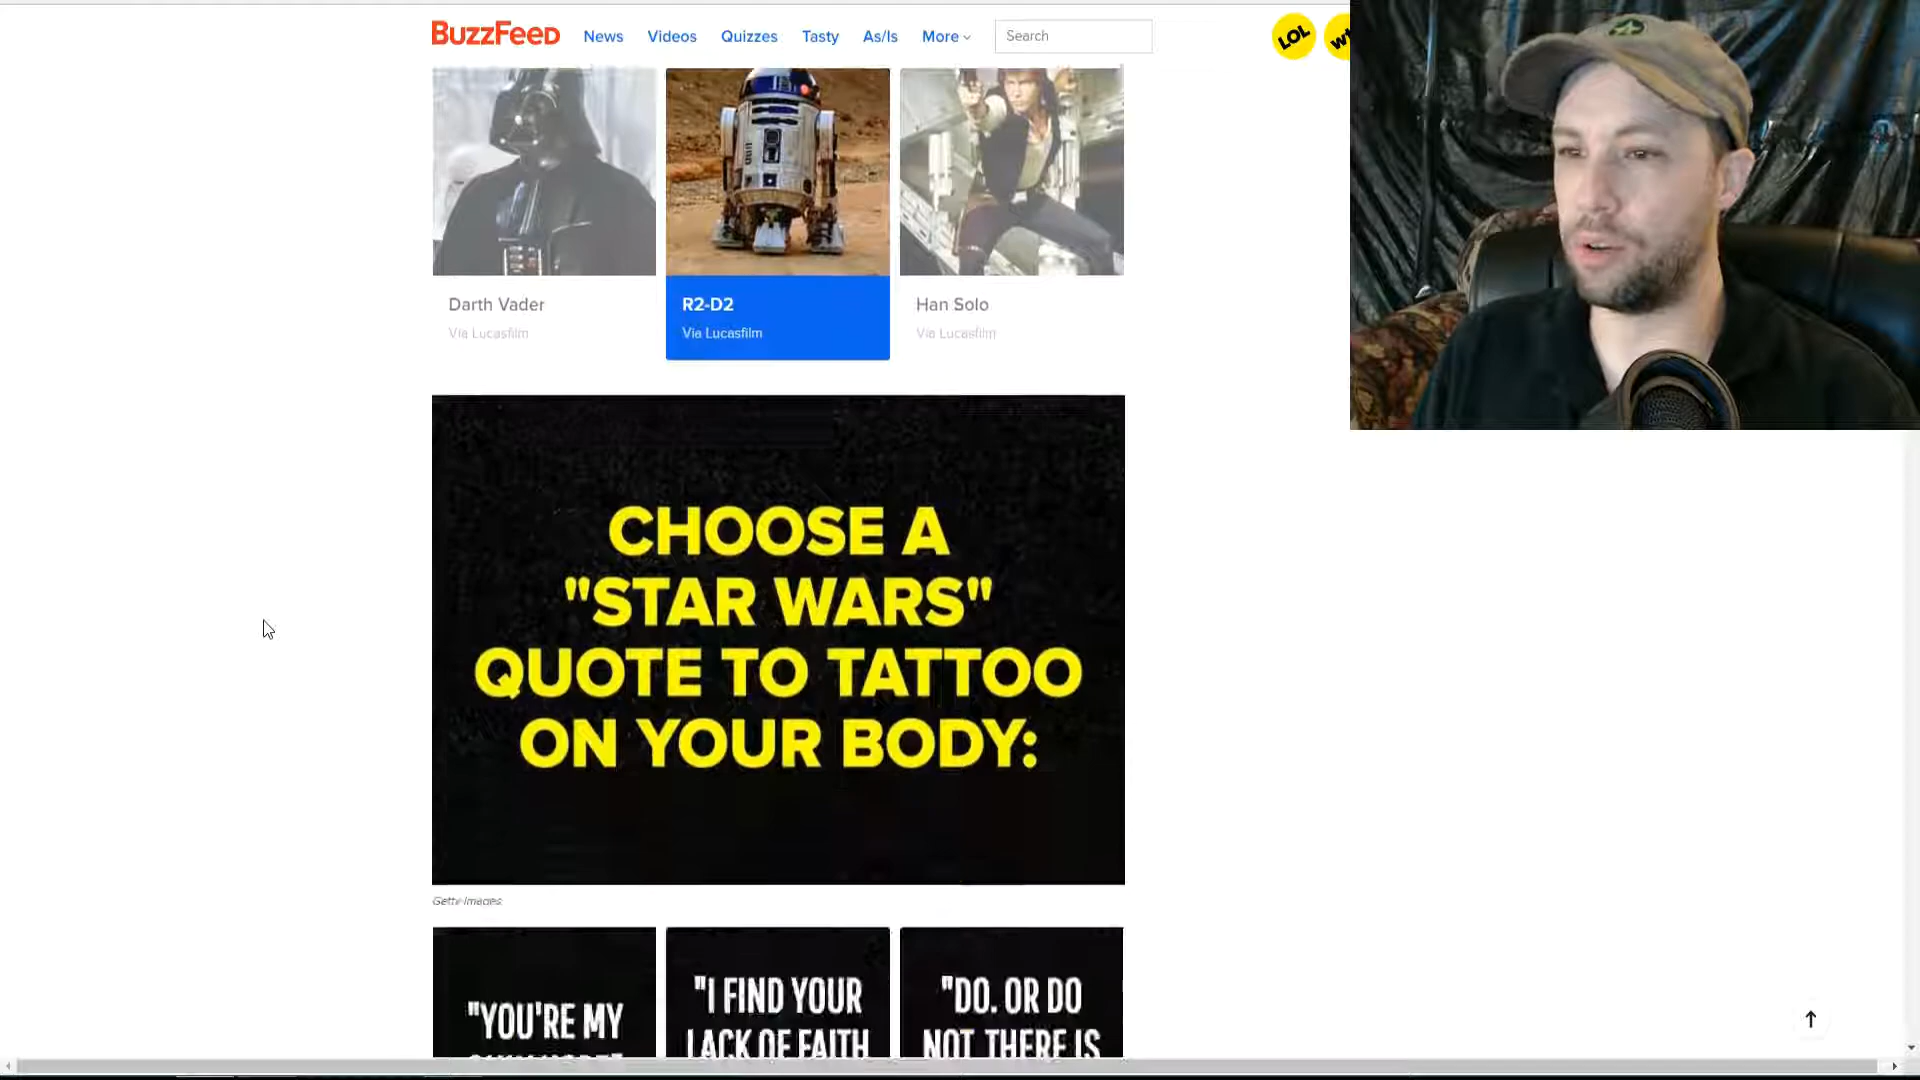 BuzzFeed News Videos Quizzes Tasty As/Is More Search LOL
Darth Vader
Via Lucasfilm
R2-D2
Via Lucasfilm
Han Solo
Via Lucasfilm
CHOOSE A
"STAR WARS"
QUOTE TO TATTOO
ON YOUR BODY:
Getty Images
"YOU'RE MY
"I FIND YOUR
LACK OF FAITH
"DO. OR DO
NOT THERE IS